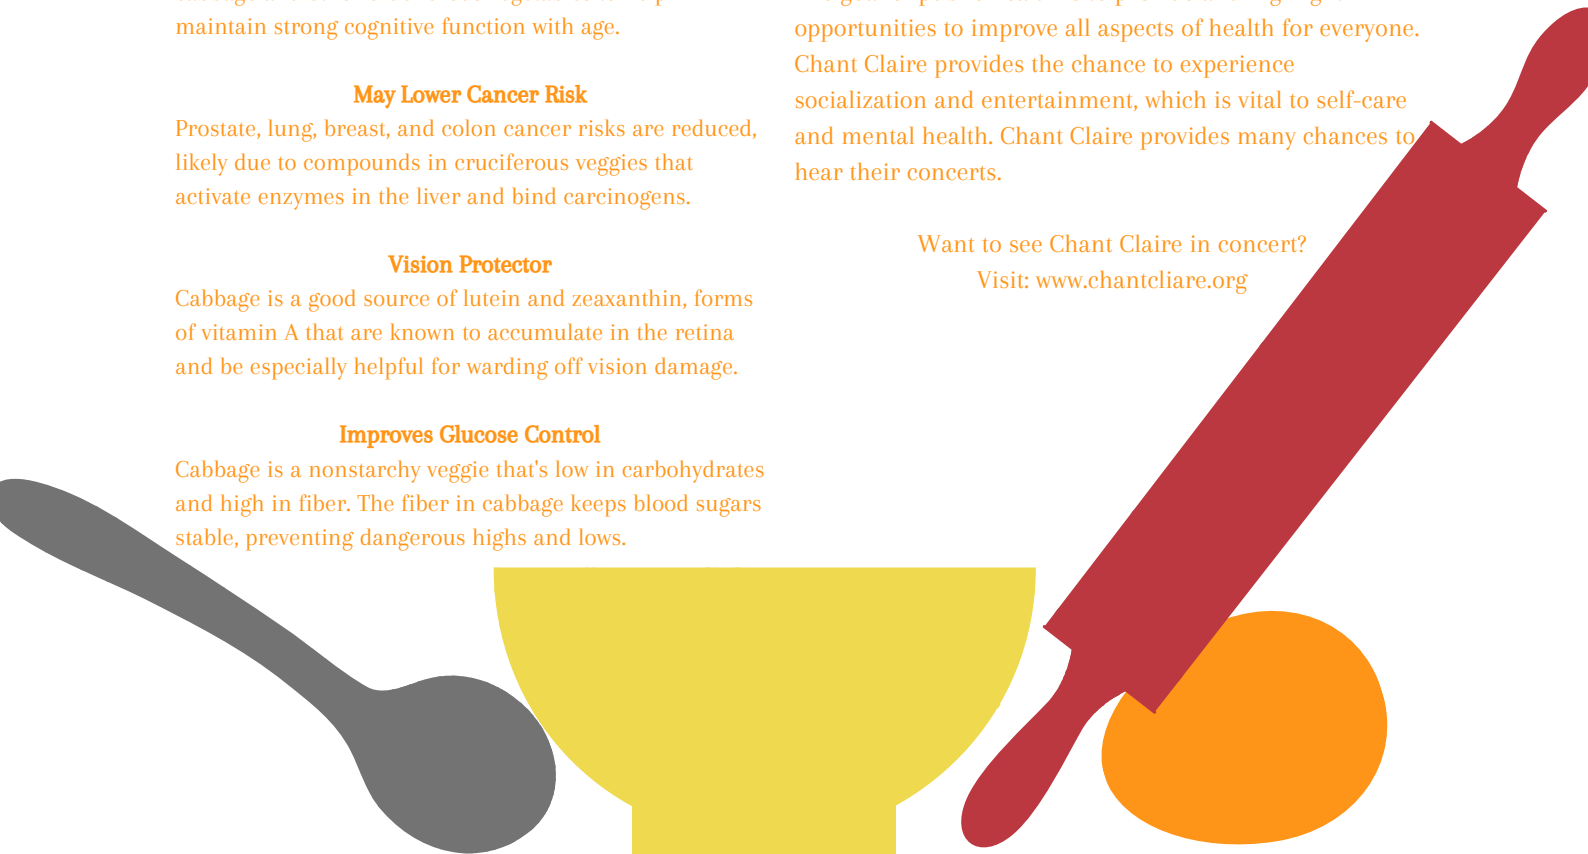 maintain strong cognitive function with age.
May Lower Cancer Risk
Prostate, lung, breast, and colon cancer risks are reduced,
likely due to compounds in cruciferous veggies that
activate enzymes in the liver and bind carcinogens.
Vision Protector
Cabbage is a good source of lutein and zeaxanthin, forms
of vitamin A that are known to accumulate in the retina
and be especially helpful for warding off vision damage.
Improves Glucose Control
Cabbage is a nonstarchy veggie that's low in carbohydrates
and high in fiber. The fiber in cabbage keeps blood sugars
stable, preventing dangerous highs and lows.
opportunities to improve all aspects of health for everyone.
Chant Claire provides the chance to experience
socialization and entertainment, which is vital to self-care
and mental health. Chant Claire provides many chances to
hear their concerts.
Want to see Chant Claire in concert?
Visit: www.chantcliare.org